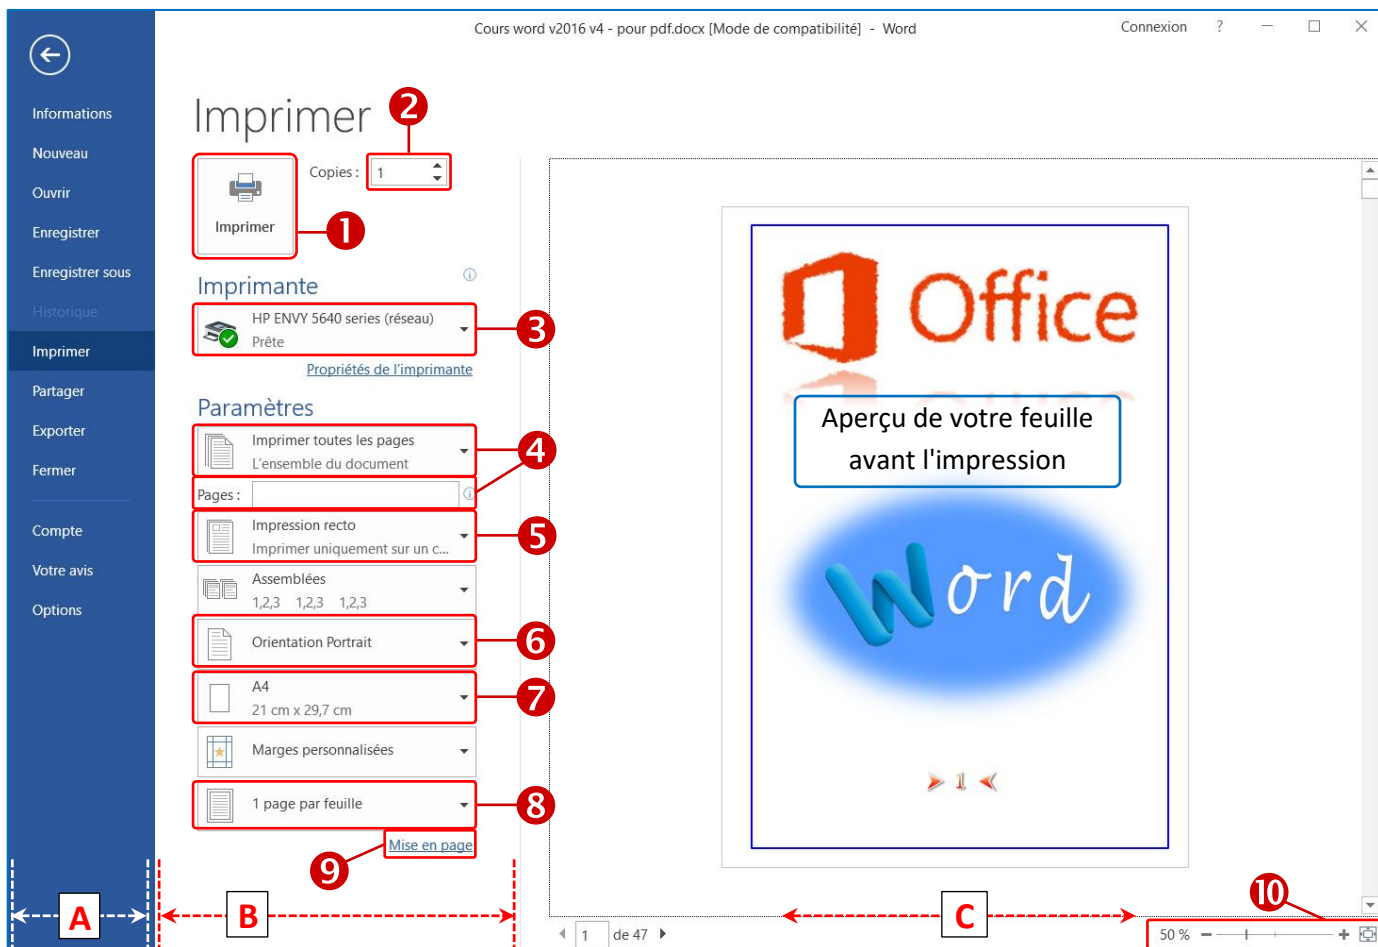 Cours word v2016 v4 - pour pdf.docx [Mode de compatibilité] - Word
Connexion ?
Informations
Nouveau
Ouvrir
Enregistrer
Enregistrer sous
Historique
Imprimer
Partager
Exporter
Fermer
Compte
Votre avis
Options
A
Imprimer
2
Copies : 1
Imprimer
1
Imprimante
HP ENVY 5640 series (réseau)
Prête
3
Propriétés de l'imprimante
Paramètres
Imprimer toutes les pages
L'ensemble du document
4
Pages :
Impression recto
Imprimer uniquement sur un c...
5
Assemblées
1,2,3 1,2,3 1,2,3
Orientation Portrait
6
A4
21 cm x 29,7 cm
7
Marges personnalisées
1 page par feuille
8
Mise en page
9
B
Office
Aperçu de votre feuille
avant l'impression
Word
1
C
10
1 de 47
50 %